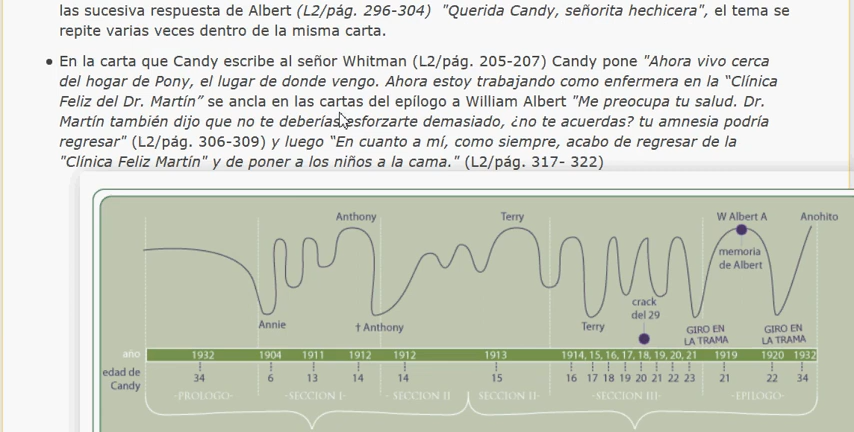 las sucesiva respuesta de Albert (L2/pág. 296-304) "Querida Candy, señorita hechicera", el tema se
repite varias veces dentro de la misma carta.
En la carta que Candy escribe al señor Whitman (L2/pág. 205-207) Candy pone "Ahora vivo cerca
del hogar de Pony, el lugar de donde vengo. Ahora estoy trabajando como enfermera en la "Clínica
Feliz del Dr. Martín" se ancla en las cartas del epílogo a William Albert "Me preocupa tu salud. Dr.
Martín también dijo que no te deberías esforzarte demasiado, ¿no te acuerdas? tu amnesia podría
regresar" (L2/pág. 306-309) y luego "En cuanto a mí, como siempre, acabo de regresar de la
"Clínica Feliz Martín" y de poner a los niños a la cama." (L2/pág. 317- 322)
Anthony Terry W Albert A Anohito
memoria
de Albert
crack
del 29
Annie † Anthony Terry GIRO EN
LA TRAMA GIRO EN
LA TRAMA
año 1932 1904 1911 1912 1912 1913 1914, 15, 16, 17, 18, 19, 20, 21 1919 1920 1932
edad de
Candy 34 6 13 14 14 15 16 17 18 19 20 21 22 23 21 22 34
-PROLOGO- -SECCION I- - SECCION II- -SECCION II- -SECCION III- -EPILOGO-